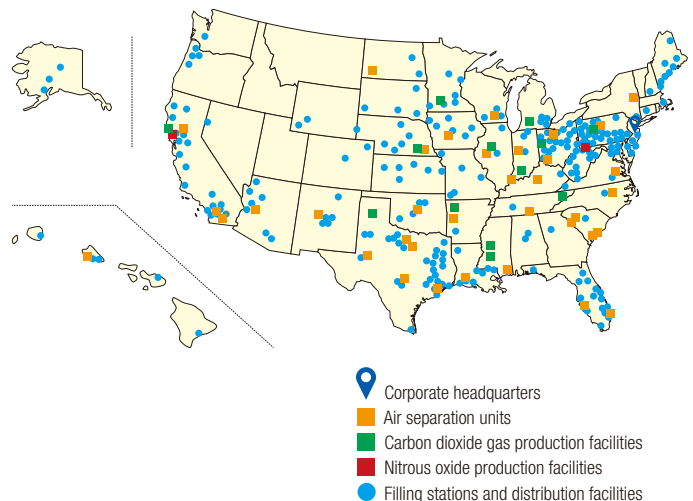 Corporate headquarters
Air separation units
Carbon dioxide gas production facilities
Nitrous oxide production facilities
Filling stations and distribution facilities